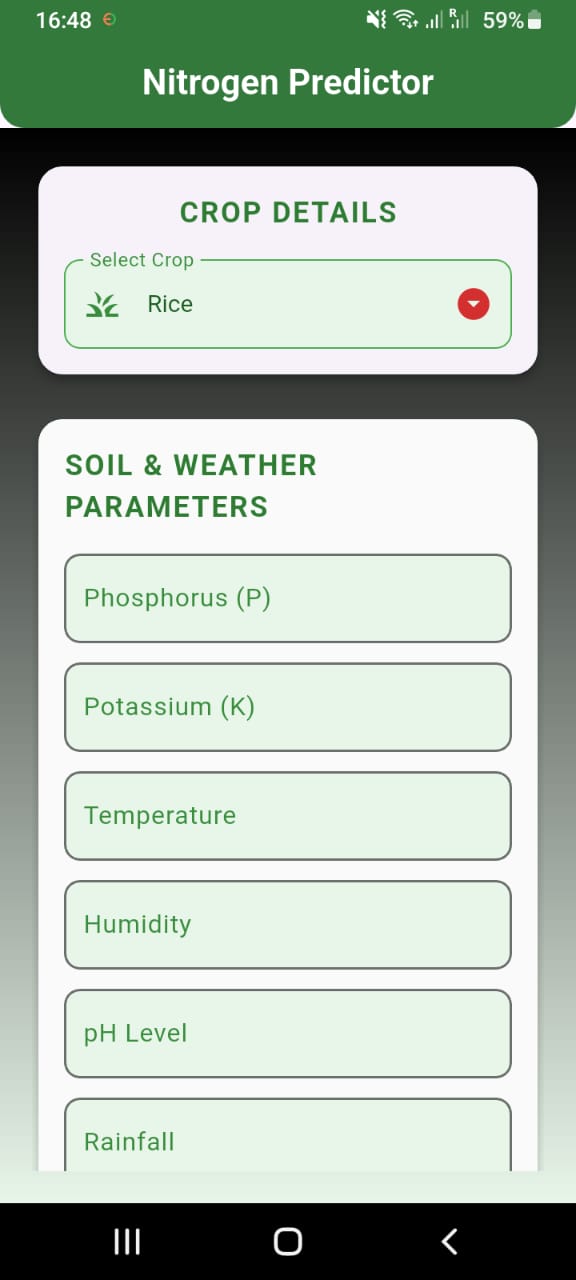 16:48
R
59%
Nitrogen Predictor
CROP DETAILS
Select Crop
Rice
SOIL & WEATHER
PARAMETERS
Phosphorus (P)
Potassium (K)
Temperature
Humidity
pH Level
Rainfall